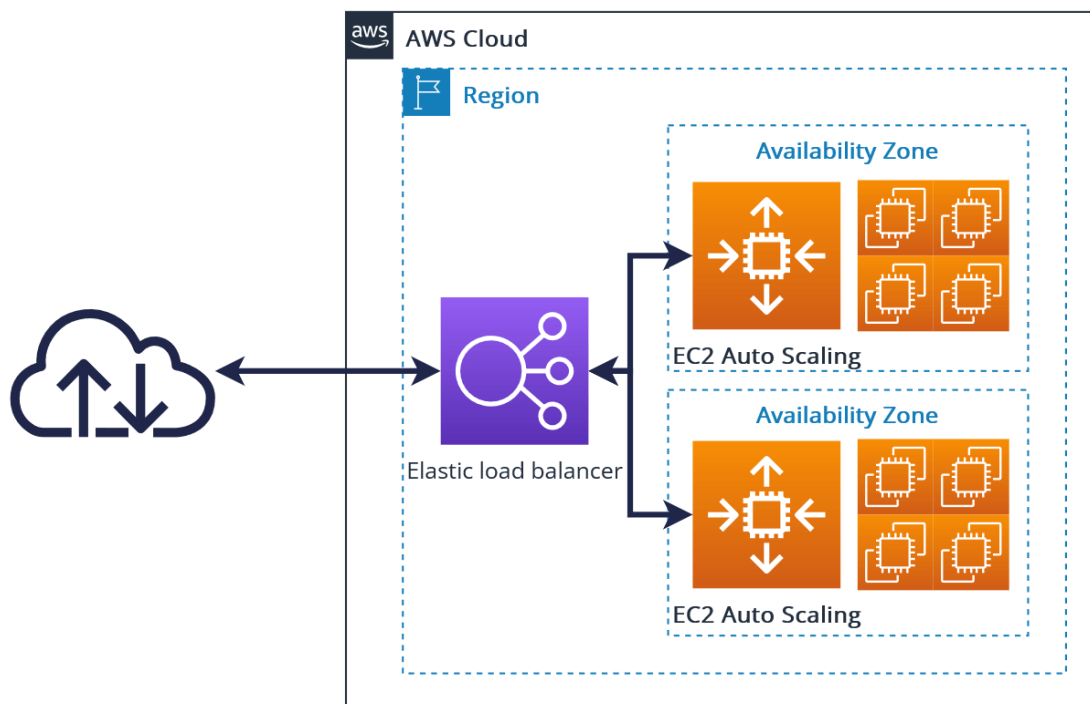 aws
AWS Cloud
Region
Availability Zone
EC2 Auto Scaling
Elastic load balancer
Availability Zone
EC2 Auto Scaling